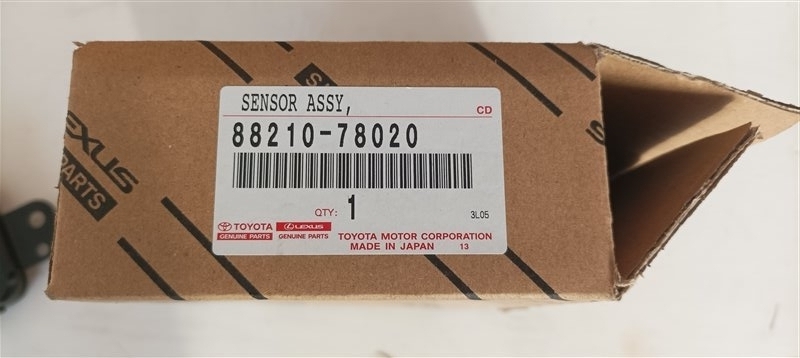 SENSOR ASSY,
CD
88210-78020
QTY: 1
3L05
TOYOTA LEXUS
GENUINE PARTS GENUINE PARTS
TOYOTA MOTOR CORPORATION
MADE IN JAPAN 13
LEXUS
PARTS